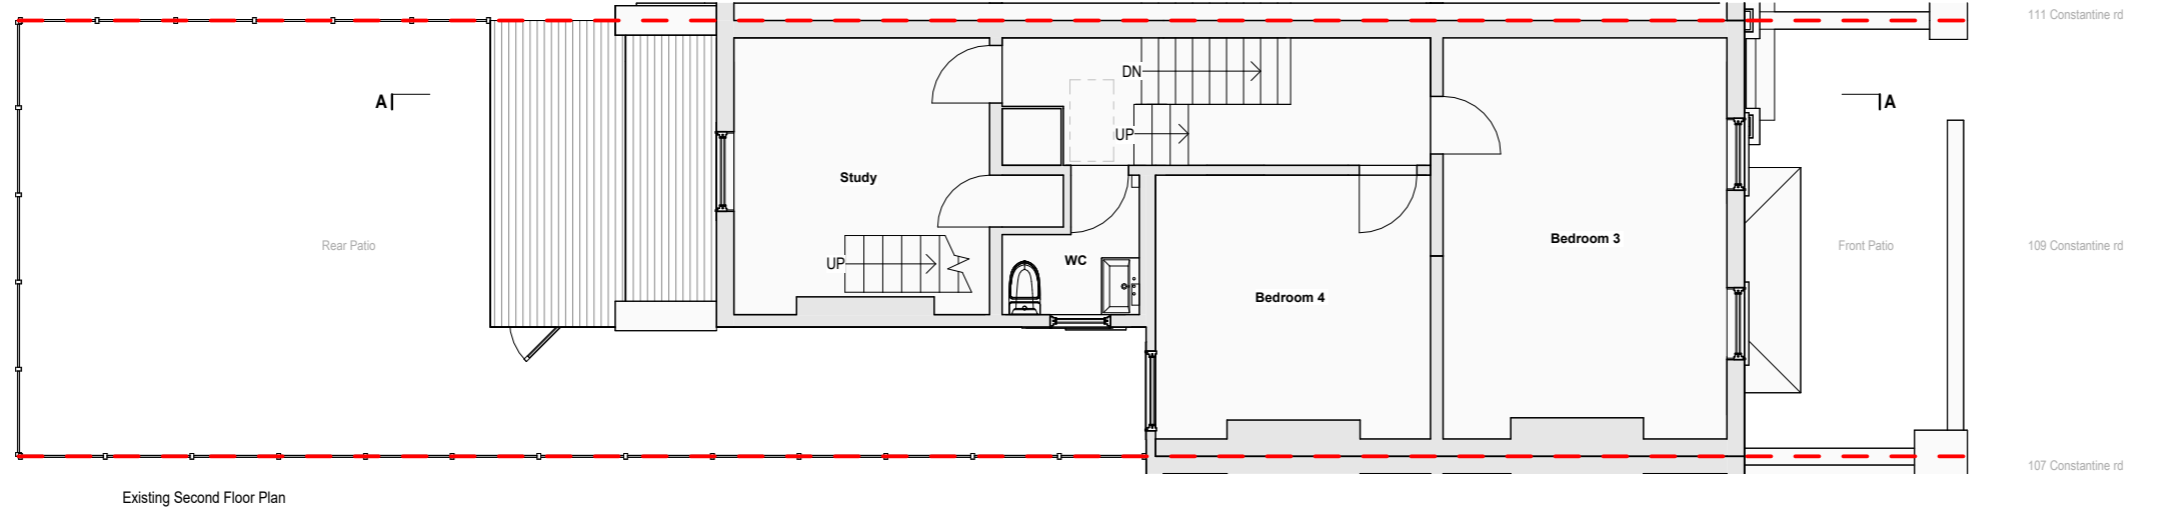 111 Constantine rd
DN
A
A
UP
Study
Bedroom 3
Rear Patio
Front Patio
109 Constantine rd
WC
UP
Bedroom 4
107 Constantine rd
Existing Second Floor Plan